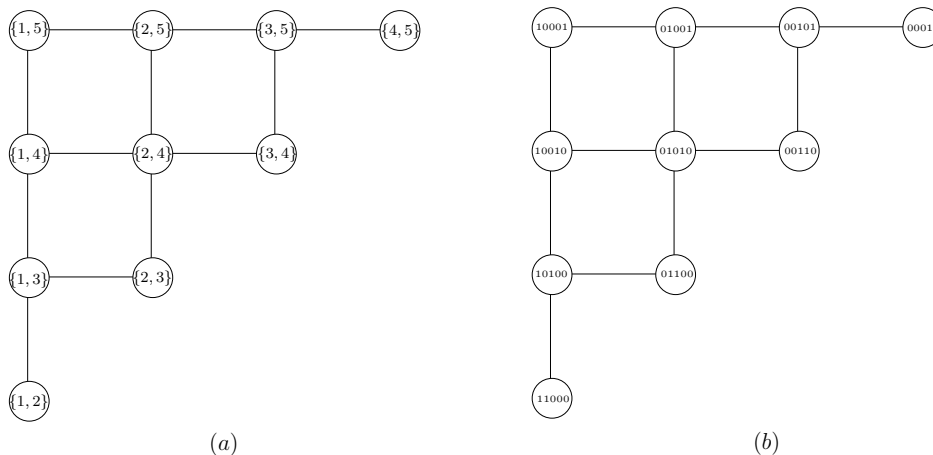 {1, 5} {2, 5} {3, 5} {4, 5}
{1, 4} {2, 4} {3, 4}
{1, 3} {2, 3}
{1, 2}
(a)
10001 01001 00101 0001
10010 01010 00110
10100 01100
11000
(b)